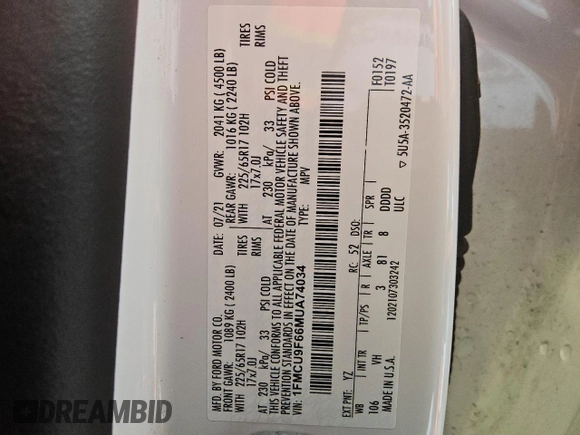 MFD. BY FORD MOTOR CO.
07/21 GVWR: 2041 KG ( 4500 LB)
FRONT GAWR: 1089 KG ( 2400 LB)
REAR GAWR: 1016 KG ( 2240 LB)
WITH 225/65R17 102H TIRES
WITH 225/65R17 102H TIRES
17x7.0J RIMS
17x7.0J RIMS
AT 230 kPa/ 33 PSI COLD
AT 230 kPa/ 33 PSI COLD
THIS VEHICLE CONFORMS TO ALL APPLICABLE FEDERAL MOTOR VEHICLE SAFETY AND THEFT
PREVENTION STANDARDS IN EFFECT ON THE DATE OF MANUFACTURE SHOWN ABOVE.
VIN: 1FMCU9F66MUA74034
TYPE: MPV
F0152
T0197
EXT PNT: YZ RC: 52 DSO:
WB INT TR TP/PS R AXLE TR SPR
106 VH 3 81 8 DDDD
MADE IN U.S.A. 1202107303242 ULC
▽ 5U5A-3520472-AA
DREAMBID